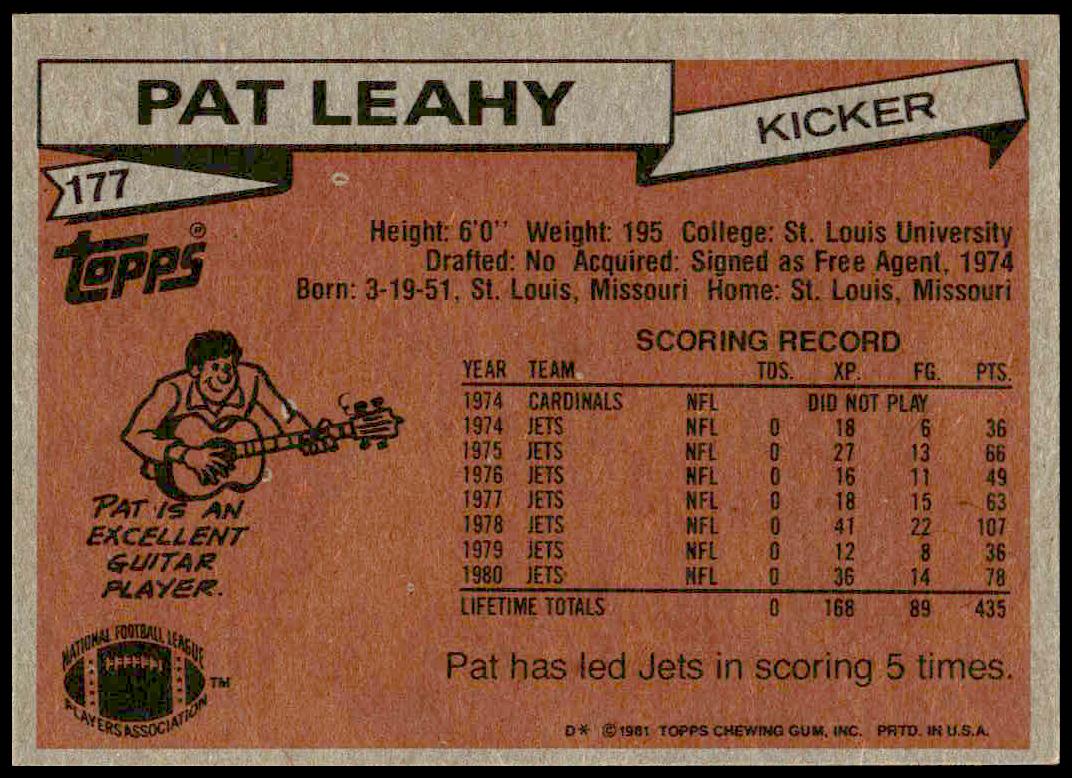 PAT LEAHY
KICKER
177
topps®
Height: 6'0'' Weight: 195 College: St. Louis University
Drafted: No Acquired: Signed as Free Agent, 1974
Born: 3-19-51, St. Louis, Missouri Home: St. Louis, Missouri
SCORING RECORD
YEAR TEAM TDS. XP. FG. PTS.
1974 CARDINALS NFL DID NOT PLAY
1974 JETS NFL 0 18 6 36
1975 JETS NFL 0 27 13 66
1976 JETS NFL 0 16 11 49
1977 JETS NFL 0 18 15 63
1978 JETS NFL 0 41 22 107
1979 JETS NFL 0 12 8 36
1980 JETS NFL 0 36 14 78
LIFETIME TOTALS 0 168 89 435
PAT IS AN
EXCELLENT
GUITAR
PLAYER.
NATIONAL FOOTBALL LEAGUE
PLAYERS ASSOCIATION
TM
Pat has led Jets in scoring 5 times.
D* ©1981 TOPPS CHEWING GUM, INC. PRTD. IN U.S.A.